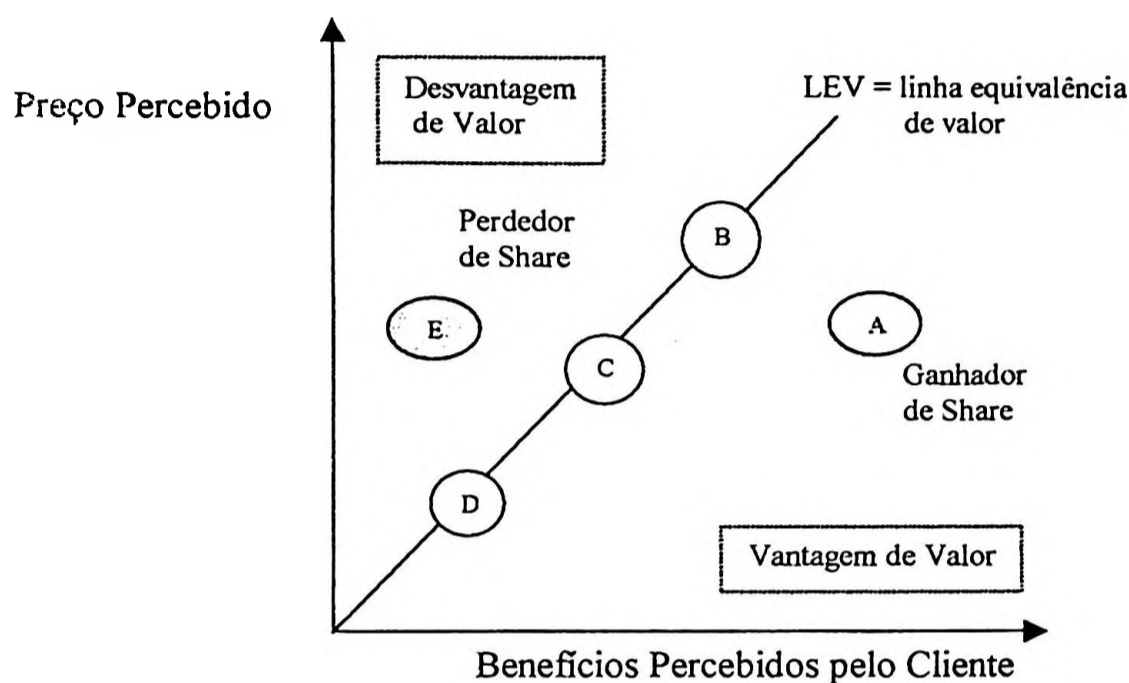 Desvantagem
de Valor
Preço Percebido
LEV = linha equivalência
de valor
Perdedor
de Share
B
E
A
C
Ganhador
de Share
D
Vantagem de Valor
Benefícios Percebidos pelo Cliente